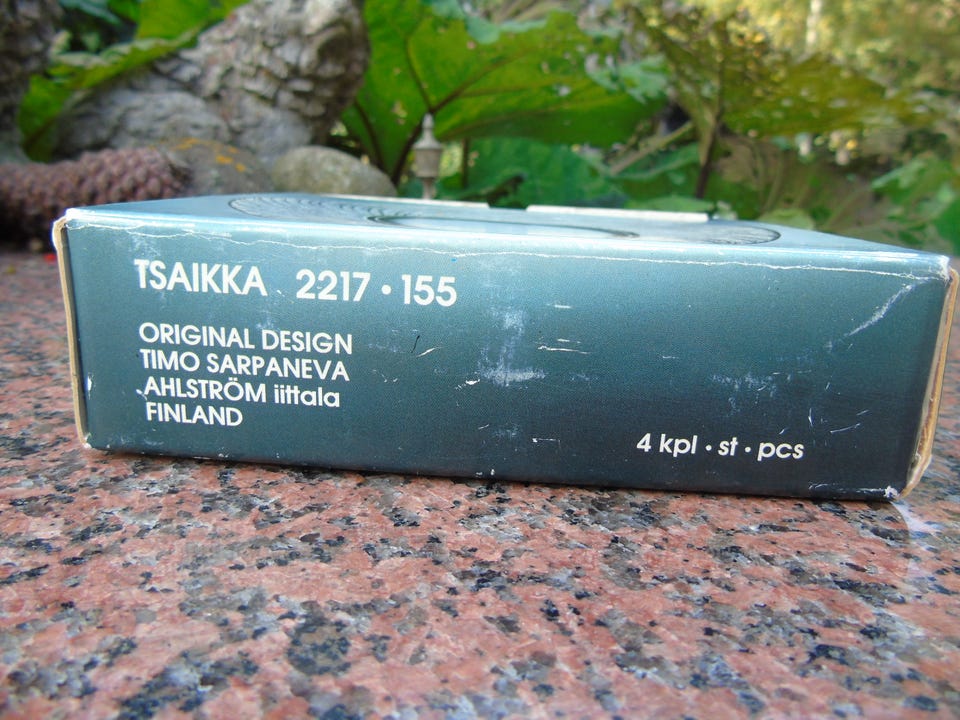 TSAIKKA 2217 • 155
ORIGINAL DESIGN
TIMO SARPANEVA
AHLSTRÖM iittala
FINLAND
4 kpl • st • pcs